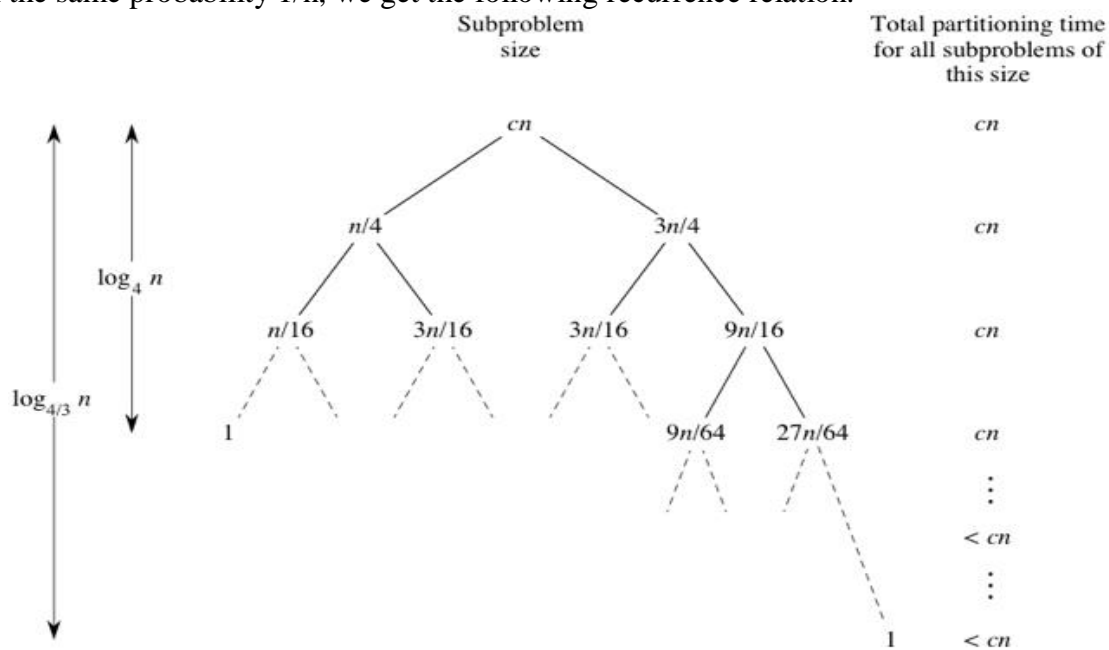 the same probability 1/n, we get the following recurrence relation.
Subproblem
size
Total partitioning time
for all subproblems of
this size
cn
cn
n/4
3n/4
cn
log₄ n
n/16
3n/16
3n/16
9n/16
cn
log₄/₃ n
1
9n/64
27n/64
cn
⋮
< cn
⋮
1
< cn